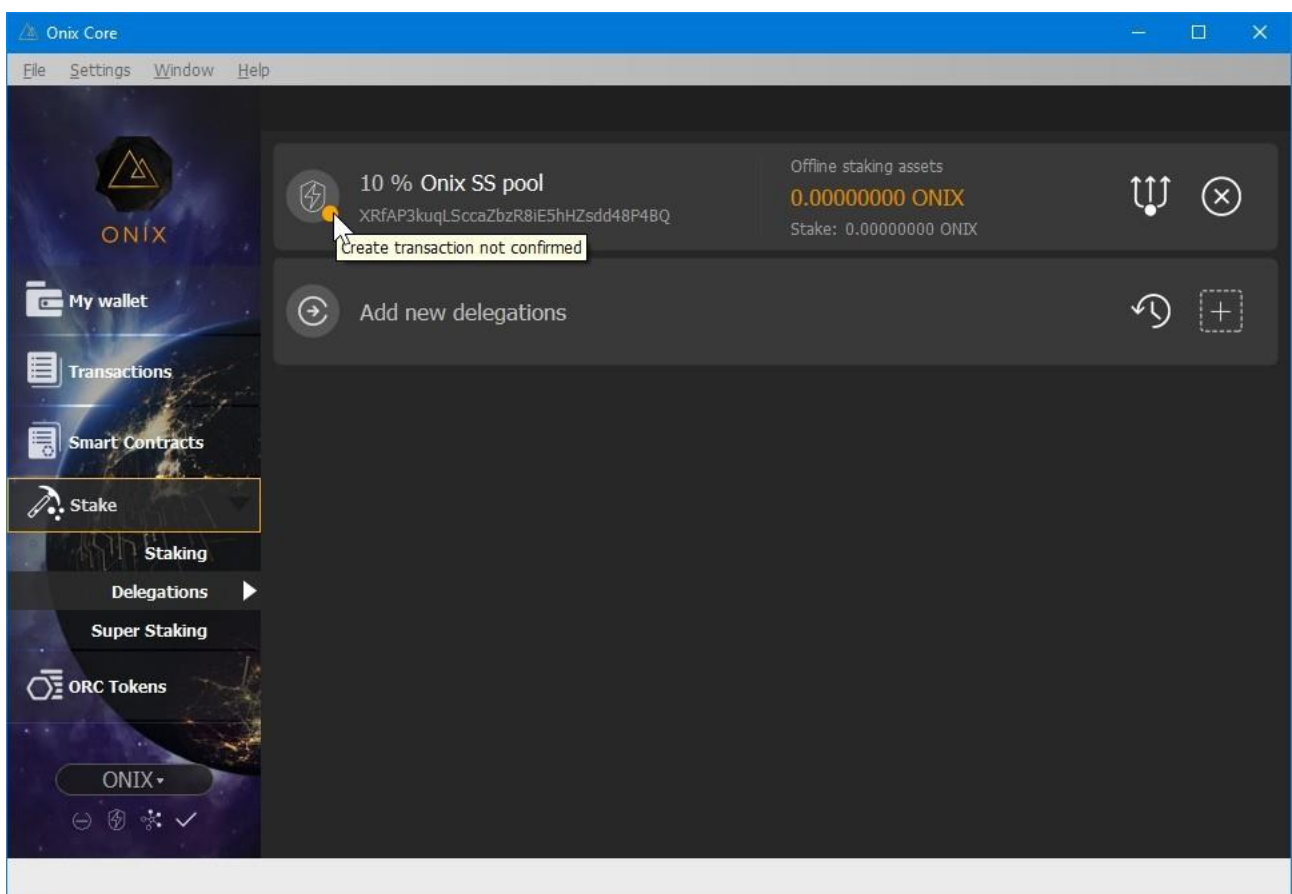 Onix Core
File Settings Window Help
ONIX
My wallet
Transactions
Smart Contracts
Stake
Staking
Delegations
Super Staking
ORC Tokens
ONIX
10 % Onix SS pool
XRfAP3kuqLSccaZbzR8iE5hHZsdd48P4BQ
Create transaction not confirmed
Offline staking assets
0.00000000 ONIX
Stake: 0.00000000 ONIX
Add new delegations